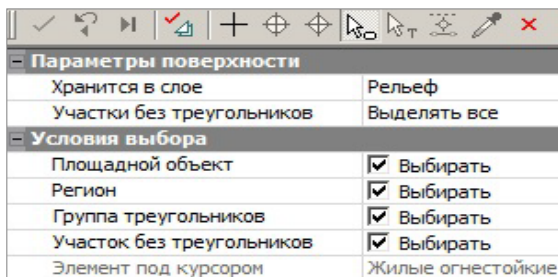 Параметры поверхности
Хранится в слое Рельеф
Участки без треугольников Выделять все
Условия выбора
Площадной объект Выбирать
Регион Выбирать
Группа треугольников Выбирать
Участок без треугольников Выбирать
Элемент под курсором Жилые огнестойкие